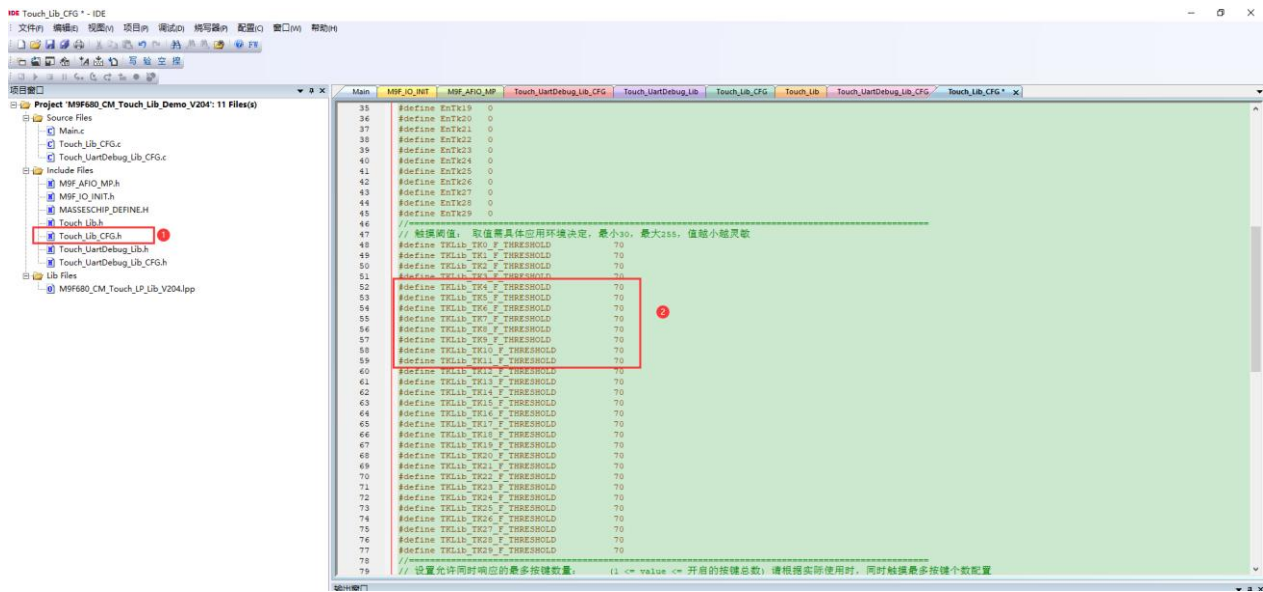 IDE Touch_Lib_CFG * - IDE
文件(F) 编辑(E) 视图(V) 项目(P) 调试(D) 烧写器(P) 配置(C) 窗口(W) 帮助(H)
写 验 空 擦
项目窗口
Project 'M9F680_CM_Touch_Lib_Demo_V204': 11 Files(s)
Source Files
Main.c
Touch_Lib_CFG.c
Touch_UartDebug_Lib_CFG.c
Include Files
M9F_AFIO_MP.h
M9F_IO_INIT.h
MASSESCHIP_DEFINE.H
Touch_Lib.h
Touch_Lib_CFG.h
1
Touch_UartDebug_Lib.h
Touch_UartDebug_Lib_CFG.h
Lib Files
M9F680_CM_Touch_LP_Lib_V204.lpp
Main M9F_IO_INIT M9F_AFIO_MP Touch_UartDebug_Lib_CFG Touch_UartDebug_Lib Touch_Lib_CFG Touch_Lib Touch_UartDebug_Lib_CFG Touch_Lib_CFG * x
35 #define EnTk19 0
36 #define EnTk20 0
37 #define EnTk21 0
38 #define EnTk22 0
39 #define EnTk23 0
40 #define EnTk24 0
41 #define EnTk25 0
42 #define EnTk26 0
43 #define EnTk27 0
44 #define EnTk28 0
45 #define EnTk29 0
46 //================================================
47 // 触摸阈值： 取值需具体应用环境决定，最小30，最大255，值越小越灵敏
48 #define TKLib_TK0_F_THRESHOLD 70
49 #define TKLib_TK1_F_THRESHOLD 70
50 #define TKLib_TK2_F_THRESHOLD 70
51 #define TKLib_TK3_F_THRESHOLD 70
52 #define TKLib_TK4_F_THRESHOLD 70
53 #define TKLib_TK5_F_THRESHOLD 70
54 #define TKLib_TK6_F_THRESHOLD 70
55 #define TKLib_TK7_F_THRESHOLD 70
56 #define TKLib_TK8_F_THRESHOLD 70
57 #define TKLib_TK9_F_THRESHOLD 70
58 #define TKLib_TK10_F_THRESHOLD 70
59 #define TKLib_TK11_F_THRESHOLD 70
2
60 #define TKLib_TK12_F_THRESHOLD 70
61 #define TKLib_TK13_F_THRESHOLD 70
62 #define TKLib_TK14_F_THRESHOLD 70
63 #define TKLib_TK15_F_THRESHOLD 70
64 #define TKLib_TK16_F_THRESHOLD 70
65 #define TKLib_TK17_F_THRESHOLD 70
66 #define TKLib_TK18_F_THRESHOLD 70
67 #define TKLib_TK19_F_THRESHOLD 70
68 #define TKLib_TK20_F_THRESHOLD 70
69 #define TKLib_TK21_F_THRESHOLD 70
70 #define TKLib_TK22_F_THRESHOLD 70
71 #define TKLib_TK23_F_THRESHOLD 70
72 #define TKLib_TK24_F_THRESHOLD 70
73 #define TKLib_TK25_F_THRESHOLD 70
74 #define TKLib_TK26_F_THRESHOLD 70
75 #define TKLib_TK27_F_THRESHOLD 70
76 #define TKLib_TK28_F_THRESHOLD 70
77 #define TKLib_TK29_F_THRESHOLD 70
78 //================================================
79 // 设置允许同时响应的最多按键数量： (1 <= value <= 开启的按键总数) 请根据实际使用时，同时触摸最多按键个数配置
输出窗口